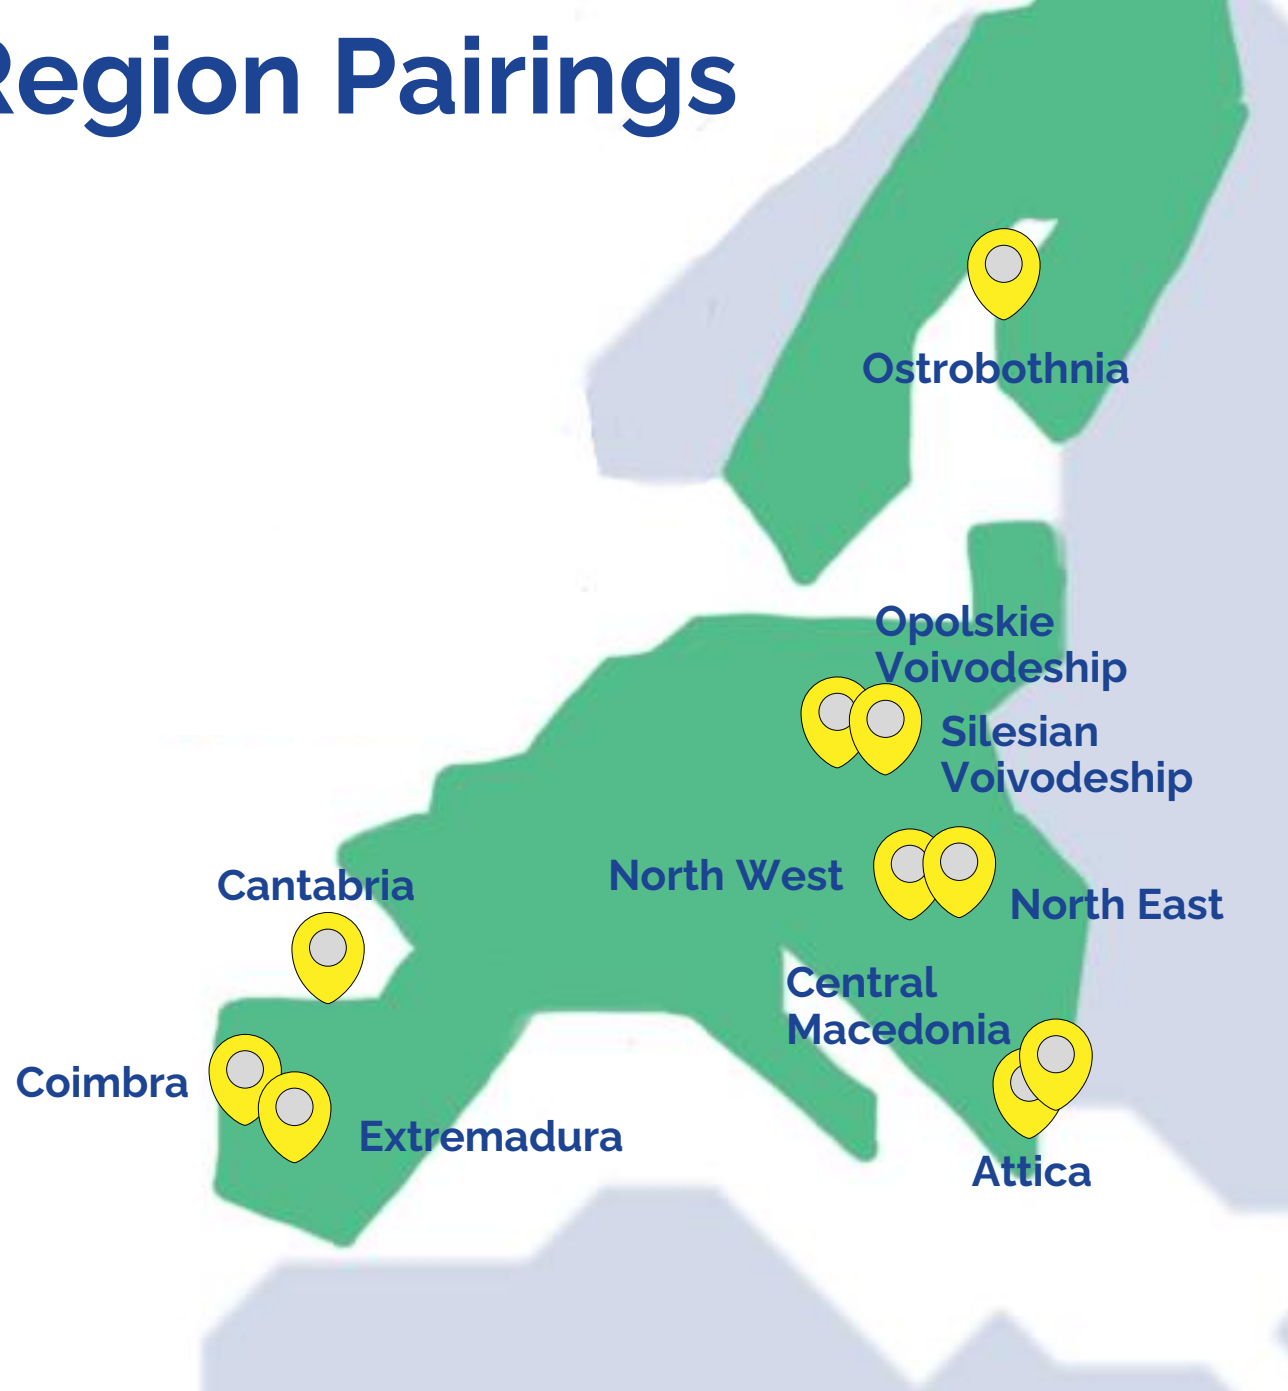 Region Pairings
Ostrobothnia
Opolskie
Voivodeship
Silesian
Voivodeship
North West
North East
Cantabria
Central
Macedonia
Coimbra
Extremadura
Attica